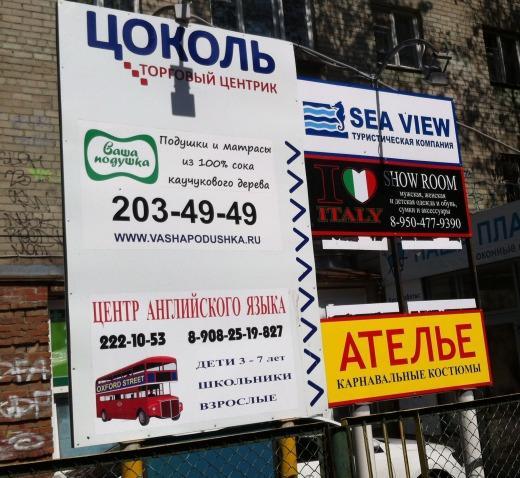 ЦОКОЛЬ
ТОРГОВЫЙ ЦЕНТРИК
Ваша
подушка
Подушки и матрасы
из 100% сока
каучукового дерева
203-49-49
WWW.VASHAPODUSHKA.RU
ЦЕНТР АНГЛИЙСКОГО ЯЗЫКА
222-10-53 8-908-25-19-827
OXFORD STREET
ДЕТИ 3 - 7 лет
ШКОЛЬНИКИ
ВЗРОСЛЫЕ
SEA VIEW
ТУРИСТИЧЕСКАЯ КОМПАНИЯ
I
ITALY
SHOW ROOM
мужская, женская
и детская одежда и обувь,
сумки и аксессуары
8-950-477-9390
АТЕЛЬЕ
КАРНАВАЛЬНЫЕ КОСТЮМЫ
ПЛА
оконные